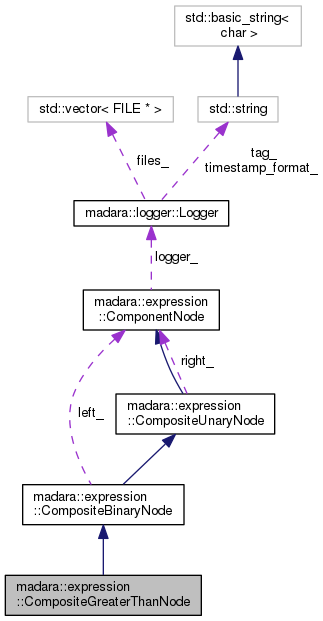 std::basic_string<
char >
std::vector< FILE * >
std::string
files_
tag_
timestamp_format_
madara::logger::Logger
logger_
madara::expression
::ComponentNode
right_
left_
madara::expression
::CompositeUnaryNode
madara::expression
::CompositeBinaryNode
madara::expression
::CompositeGreaterThanNode